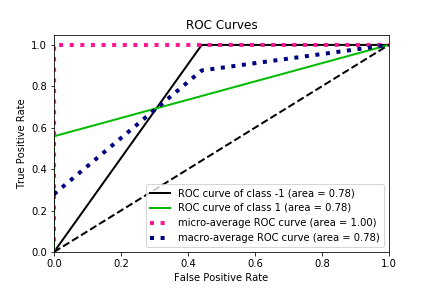 ROC Curves
True Positive Rate
1.0
0.8
0.6
0.4
0.2
0.0
ROC curve of class -1 (area = 0.78)
ROC curve of class 1 (area = 0.78)
micro-average ROC curve (area = 1.00)
macro-average ROC curve (area = 0.78)
0.0 0.2 0.4 0.6 0.8 1.0
False Positive Rate